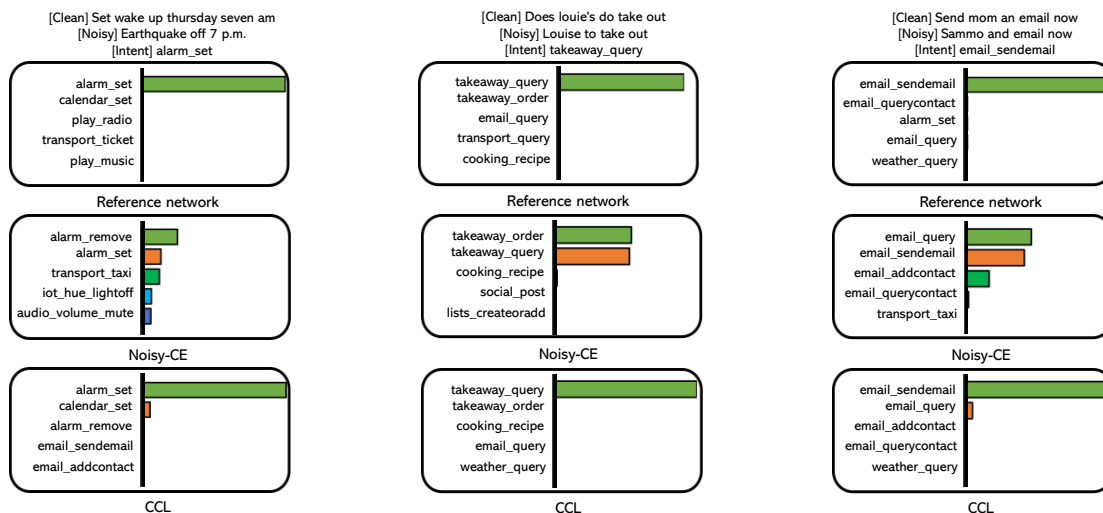 [Clean] Set wake up thursday seven am
[Noisy] Earthquake off 7 p.m.
[Intent] alarm_set
alarm_set
calendar_set
play_radio
transport_ticket
play_music
alarm_remove
alarm_set
transport_taxi
iot_hue_lightoff
audio_volume_mute
alarm_set
calendar_set
alarm_remove
email_sendemail
email_addcontact
CCL
[Clean] Does louie's do take out
[Noisy] Louise to take out
[Intent] takeaway_query
takeaway_query
takeaway_order
email_query
transport_query
cooking_recipe
Reference network
takeaway_order
takeaway_query
cooking_recipe
social_post
lists_createoradd
Noisy-CE
takeaway_query
takeaway_order
cooking_recipe
email_query
weather_query
CCL
[Clean] Send mom an email now
[Noisy] Sammo and email now
[Intent] email_sendemail
email_sendemail
email_querycontact
alarm_set
email_query
weather_query
Reference network
email_query
email_sendemail
email_addcontact
email_querycontact
transport_taxi
Noisy-CE
email_sendemail
email_query
email_addcontact
email_querycontact
weather_query
CCL
Reference network
Noisy-CE